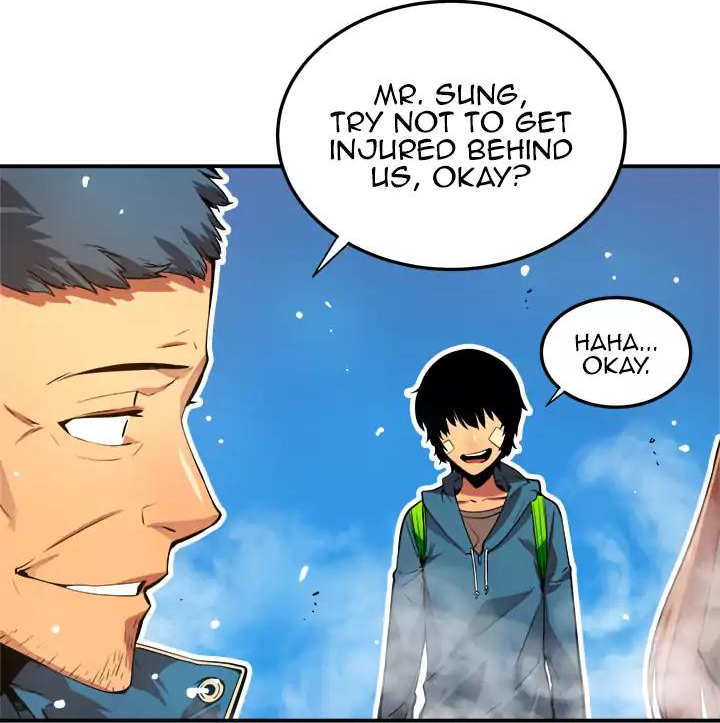 MR. SUNG,
TRY NOT TO GET
INJURED BEHIND
US, OKAY?
HAHA...
OKAY.